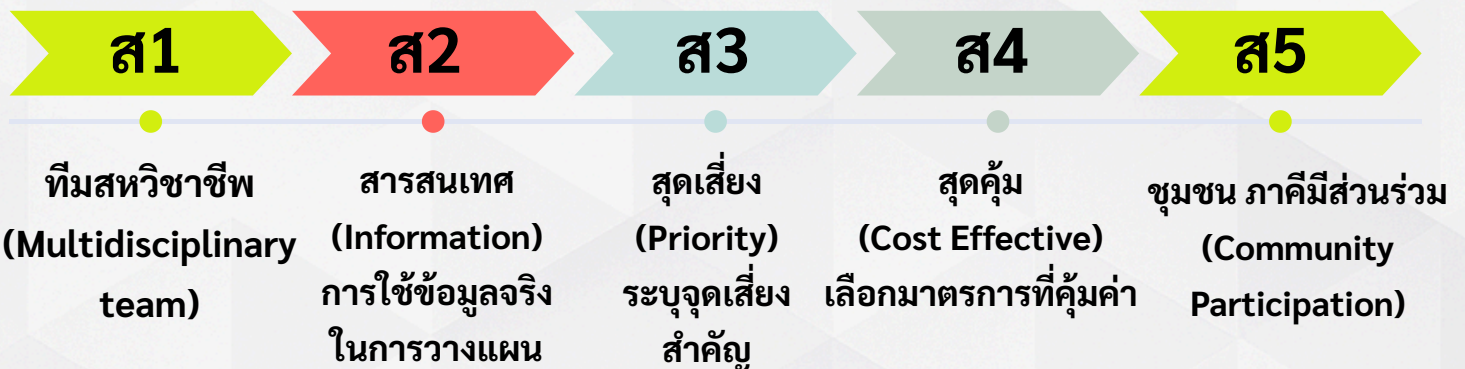 ส1
ทีมสหวิชาชีพ
(Multidisciplinary
team)
ส2
สารสนเทศ
(Information)
การใช้ข้อมูลจริง
ในการวางแผน
ส3
สุดเสี่ยง
(Priority)
ระบุจุดเสี่ยง
สำคัญ
ส4
สุดคุ้ม
(Cost Effective)
เลือกมาตรการที่คุ้มค่า
ส5
ชุมชน ภาคีมีส่วนร่วม
(Community
Participation)